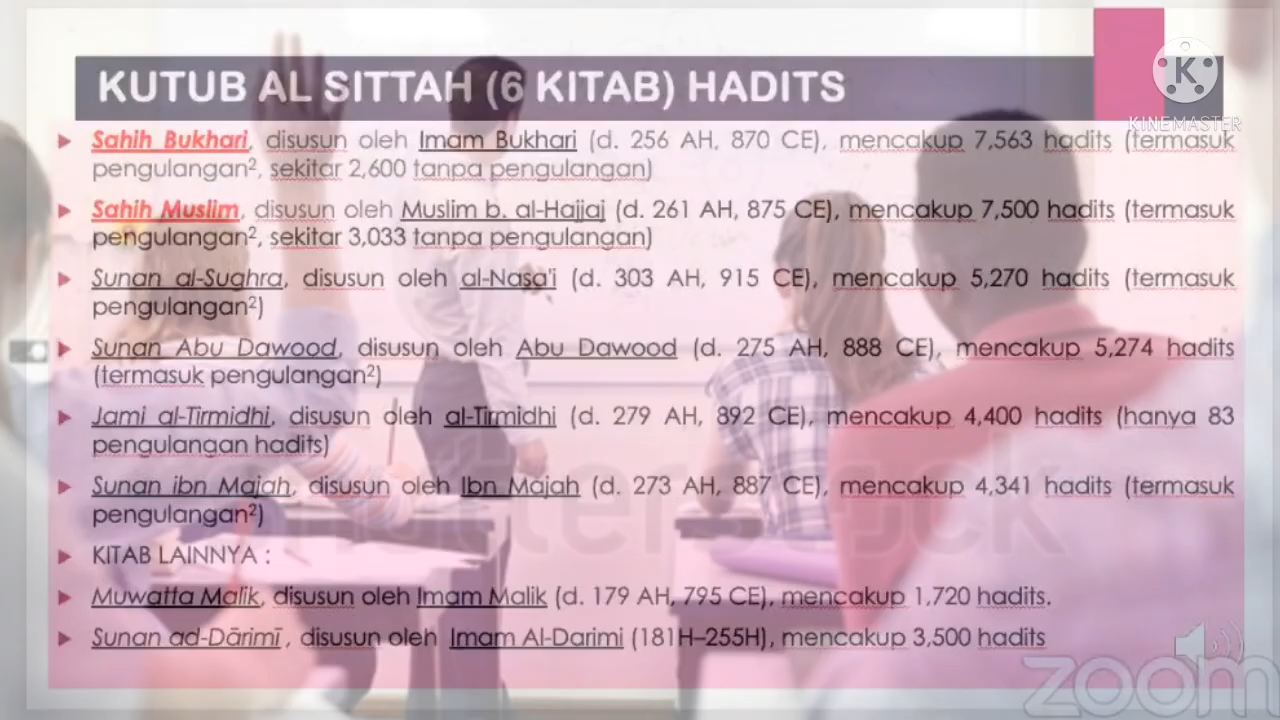 KUTUB AL SITTAH (6 KITAB) HADITS
K
KINEMASTER
Sahih Bukhari, disusun oleh Imam Bukhari (d. 256 AH, 870 CE), mencakup 7,563 hadits (termasuk
pengulangan², sekitar 2,600 tanpa pengulangan)
Sahih Muslim, disusun oleh Muslim b. al-Hajjaj (d. 261 AH, 875 CE), mencakup 7,500 hadits (termasuk
pengulangan², sekitar 3,033 tanpa pengulangan)
Sunan al-Sughra, disusun oleh al-Nasa'i (d. 303 AH, 915 CE), mencakup 5,270 hadits (termasuk
pengulangan²)
Sunan Abu Dawood, disusun oleh Abu Dawood (d. 275 AH, 888 CE), mencakup 5,274 hadits
(termasuk pengulangan²)
Jami al-Tirmidhi, disusun oleh al-Tirmidhi (d. 279 AH, 892 CE), mencakup 4,400 hadits (hanya 83
pengulangan hadits)
Sunan ibn Majah, disusun oleh Ibn Majah (d. 273 AH, 887 CE), mencakup 4,341 hadits (termasuk
pengulangan²)
KITAB LAINNYA :
Muwatta Malik, disusun oleh Imam Malik (d. 179 AH, 795 CE), mencakup 1,720 hadits.
Sunan ad-Dārimī , disusun oleh Imam Al-Darimi (181H–255H), mencakup 3,500 hadits
zoom